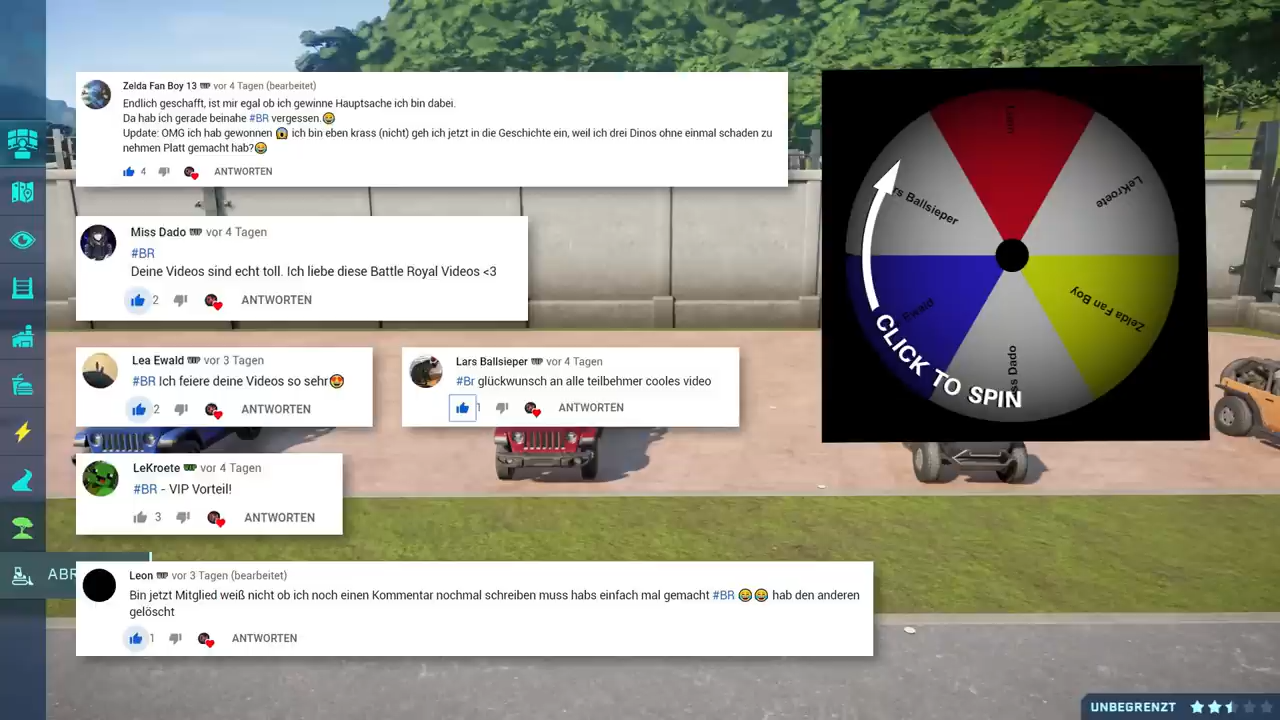 Zelda Fan Boy 13 VIP vor 4 Tagen (bearbeitet)
Endlich geschafft, ist mir egal ob ich gewinne Hauptsache ich bin dabei.
Da hab ich gerade beinahe #BR vergessen.😂
Update: OMG ich hab gewonnen 😱 ich bin eben krass (nicht) geh ich jetzt in die Geschichte ein, weil ich drei Dinos ohne einmal schaden zu
nehmen Platt gemacht hab?😂
4 ANTWORTEN
Miss Dado VIP vor 4 Tagen
#BR
Deine Videos sind echt toll. Ich liebe diese Battle Royal Videos <3
2 ANTWORTEN
Lea Ewald VIP vor 3 Tagen
#BR Ich feiere deine Videos so sehr😍
2 ANTWORTEN
Lars Ballsieper VIP vor 4 Tagen
#Br glückwunsch an alle teilbehmer cooles video
1 ANTWORTEN
LeKroete VIP vor 4 Tagen
#BR - VIP Vorteil!
3 ANTWORTEN
ABR
Leon VIP vor 3 Tagen (bearbeitet)
Bin jetzt Mitglied weiß nicht ob ich noch einen Kommentar nochmal schreiben muss habs einfach mal gemacht #BR 😂😂 hab den anderen
gelöscht
1 ANTWORTEN
LeKroete
Zelda Fan Boy
ss Dado
Ewald
rs Ballsieper
CLICK TO SPIN
UNBEGRENZT